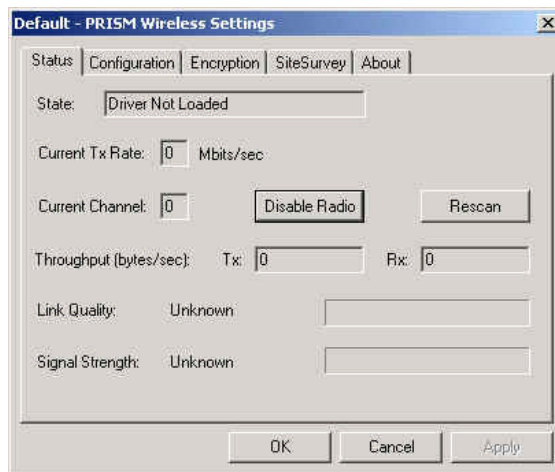 Default - PRISM Wireless Settings
Status Configuration Encryption SiteSurvey About
State: Driver Not Loaded
Current Tx Rate: 0 Mbits/sec
Current Channel: 0 Disable Radio Rescan
Throughput (bytes/sec): Tx: 0 Rx: 0
Link Quality: Unknown
Signal Strength: Unknown
OK Cancel Apply